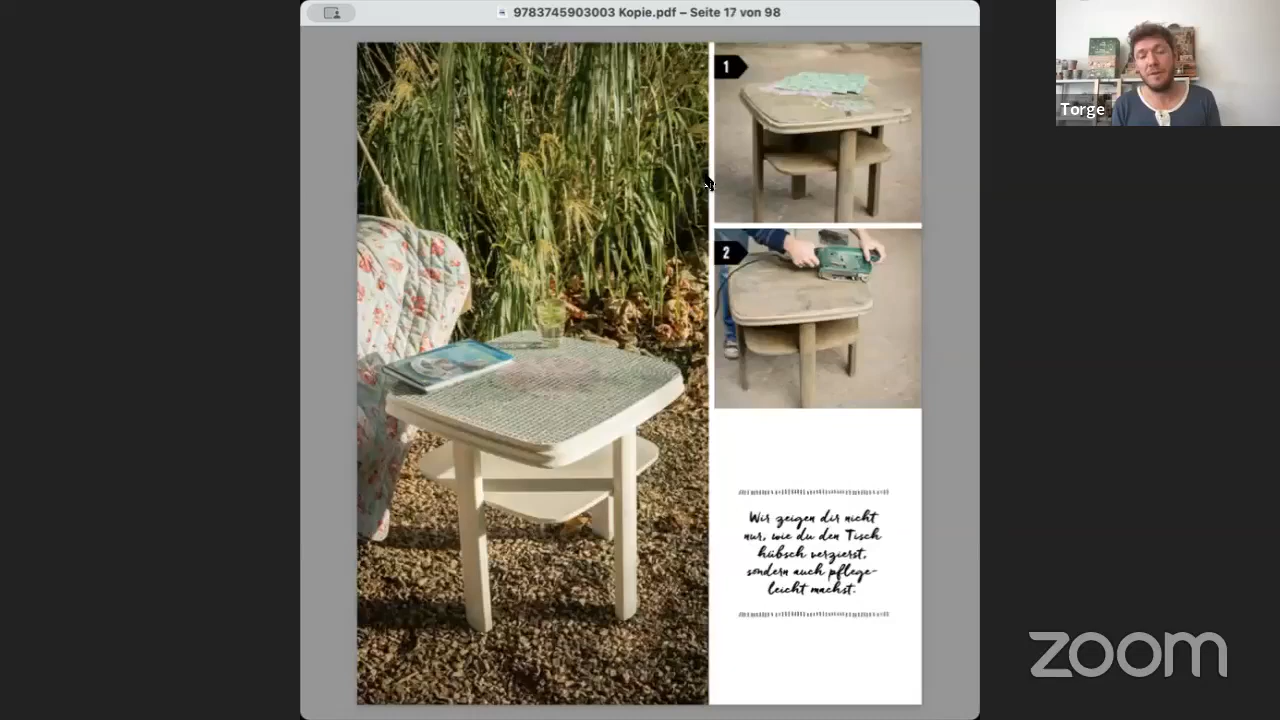 9783745903003 Kopie.pdf – Seite 17 von 98
Torge
1
2
Wir zeigen dir nicht
nur, wie du den Tisch
hübsch verzierst,
sondern auch pflege-
leicht machst.
zoom